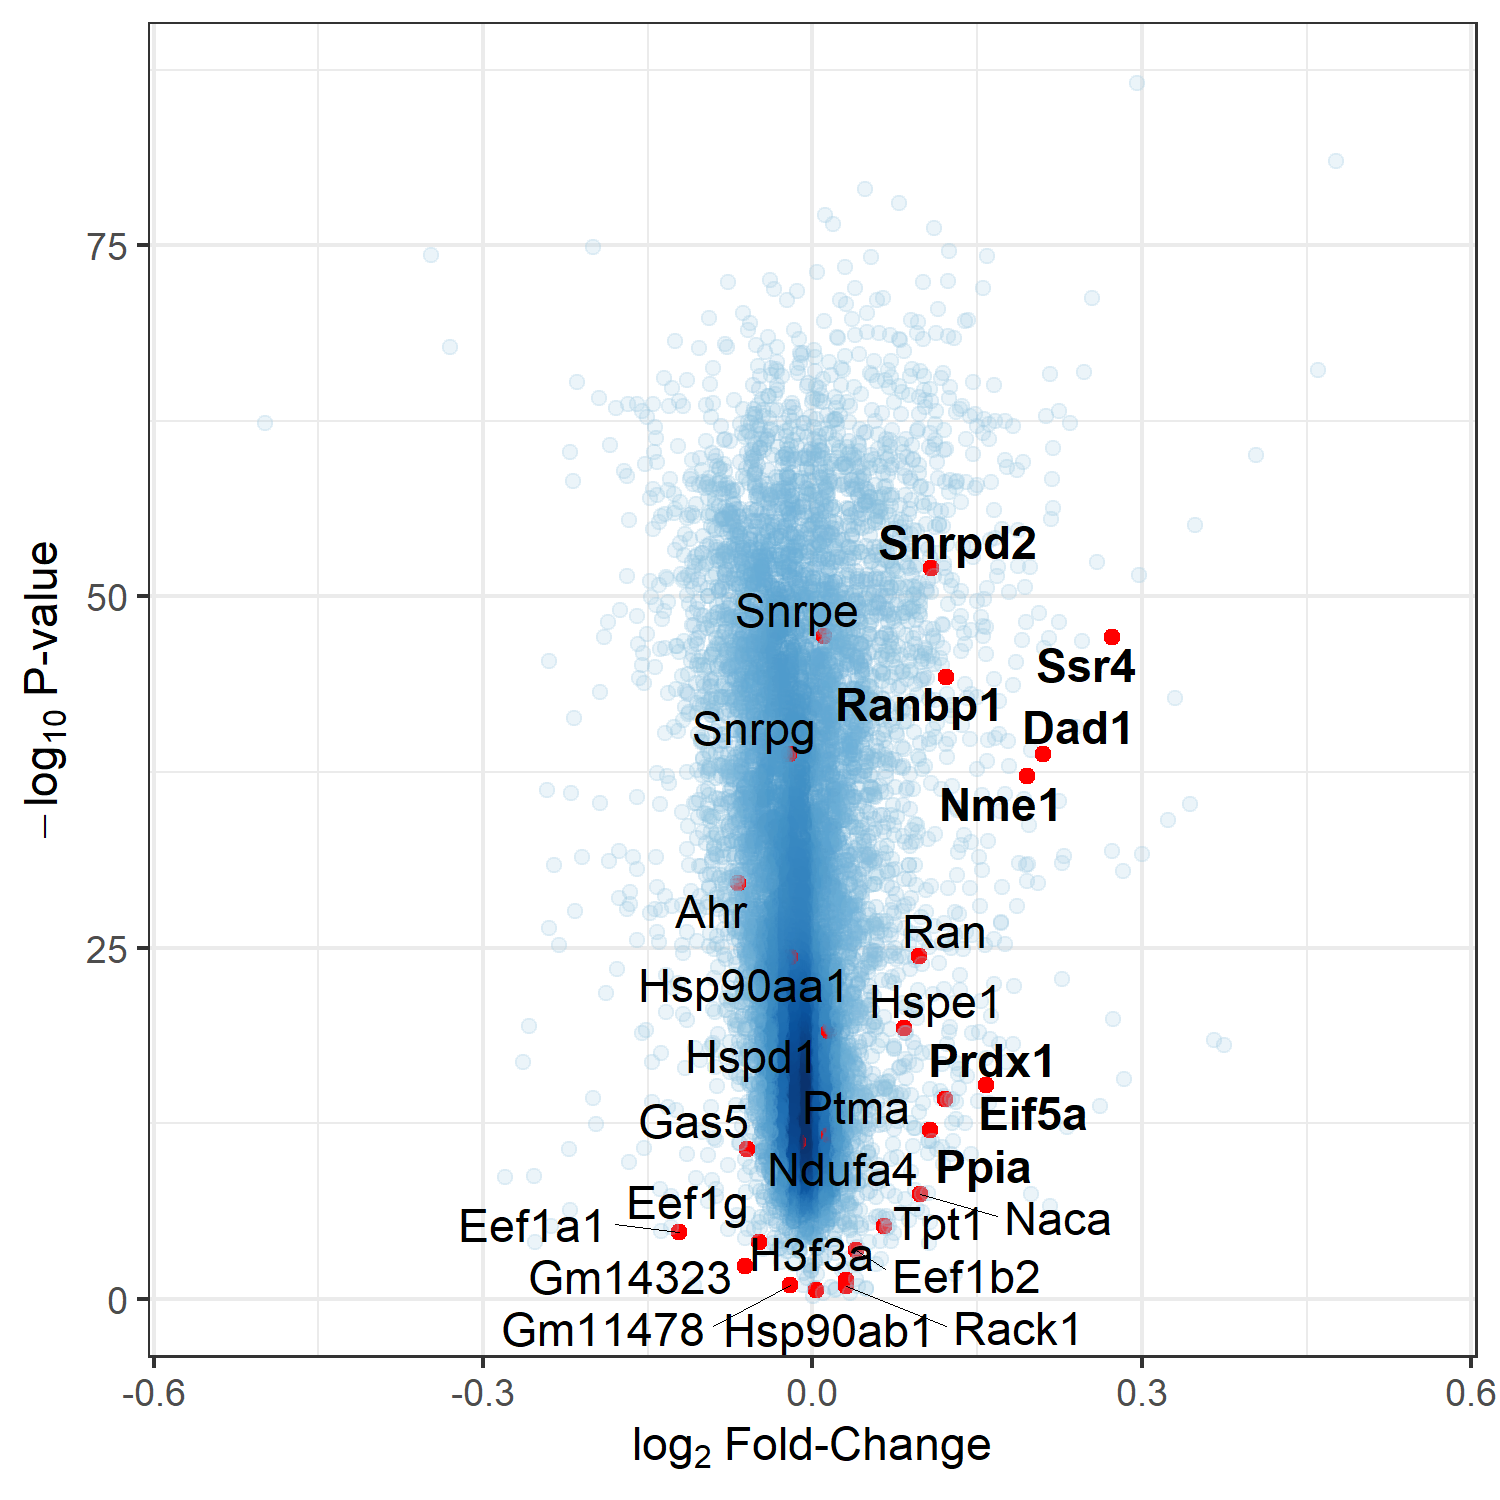 75
50
25
0
-0.6
-0.3
0.0
0.3
0.6
−log10 P-value
log2 Fold-Change
Snrpd2
Snrpe
Ssr4
Ranbp1
Snrpg
Dad1
Nme1
Ahr
Ran
Hsp90aa1
Hspe1
Hspd1
Prdx1
Ptma
Eif5a
Gas5
Ndufa4
Ppia
Eef1g
Eef1a1
Tpt1
Naca
H3f3a
Gm14323
Eef1b2
Gm11478
Hsp90ab1
Rack1